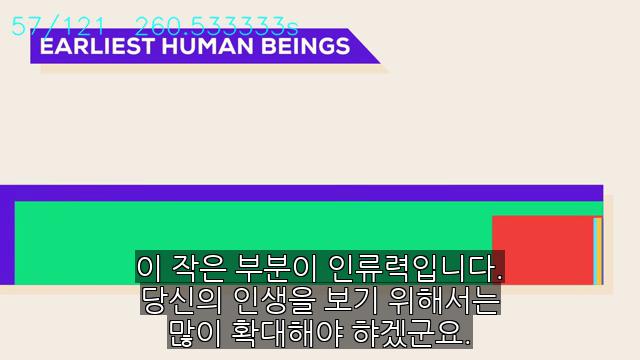 57/121 260.533333s
EARLIEST HUMAN BEINGS
이 작은 부분이 인류력입니다.
당신의 인생을 보기 위해서는
많이 확대해야 하겠군요.